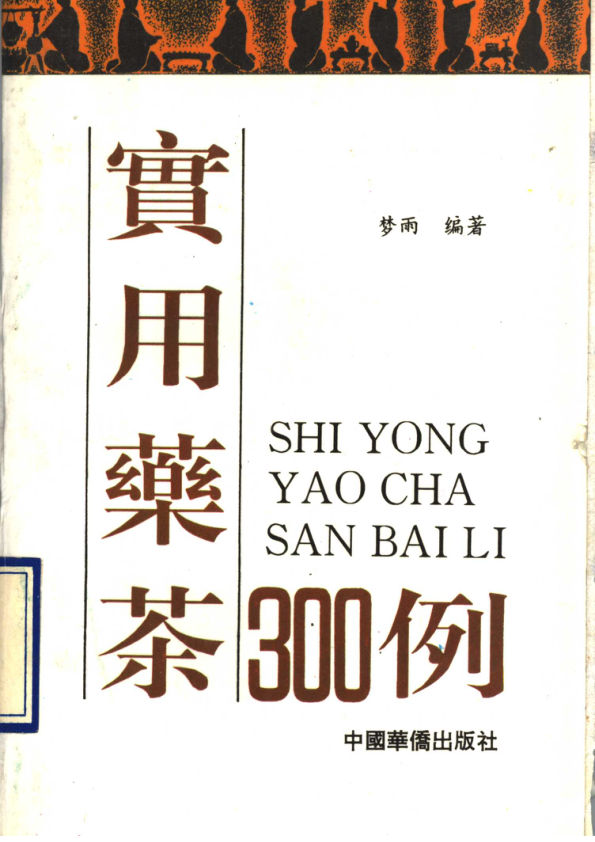 實用藥茶300例
梦雨 编著
SHI YONG
YAO CHA
SAN BAI LI
中國華僑出版社